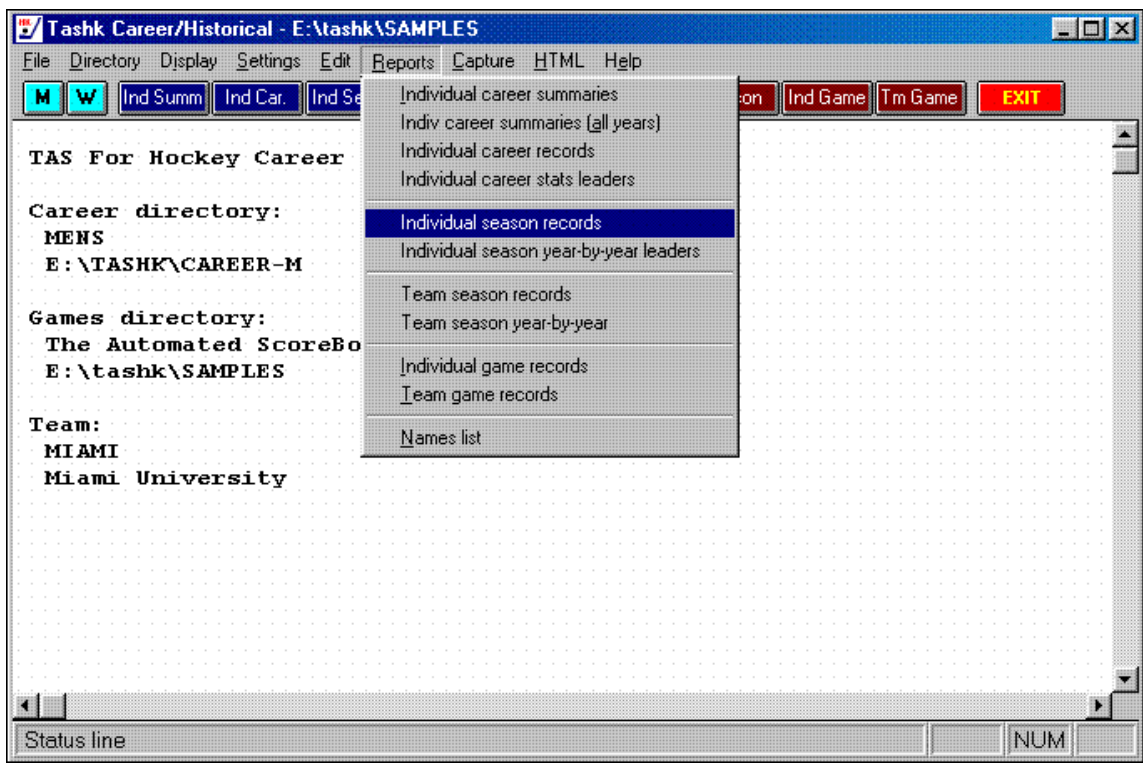 Tashk Career/Historical - E:\tashk\SAMPLES
File Directory Display Settings Edit Reports Capture HTML Help
M W Ind Summ Ind Car. Ind Se on Ind Game Tm Game EXIT
Individual career summaries
Indiv career summaries (all years)
Individual career records
Individual career stats leaders
Individual season records
Individual season year-by-year leaders
Team season records
Team season year-by-year
Individual game records
Team game records
Names list
TAS For Hockey Career
Career directory:
MENS
E:\TASHK\CAREER-M
Games directory:
The Automated ScoreBo
E:\tashk\SAMPLES
Team:
MIAMI
Miami University
Status line NUM